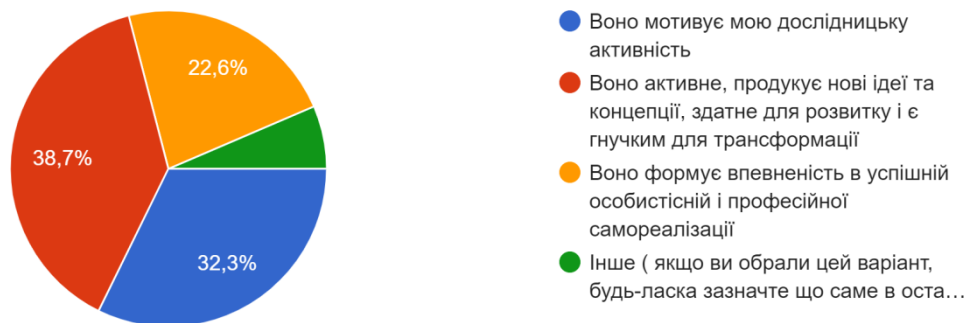 22,6%
38,7%
32,3%
Воно мотивує мою дослідницьку
активність
Воно активне, продукує нові ідеї та
концепції, здатне для розвитку і є
гнучким для трансформації
Воно формує впевненість в успішній
особистісній і професійної
самореалізації
Інше ( якщо ви обрали цей варіант,
будь-ласка зазначте що саме в оста…